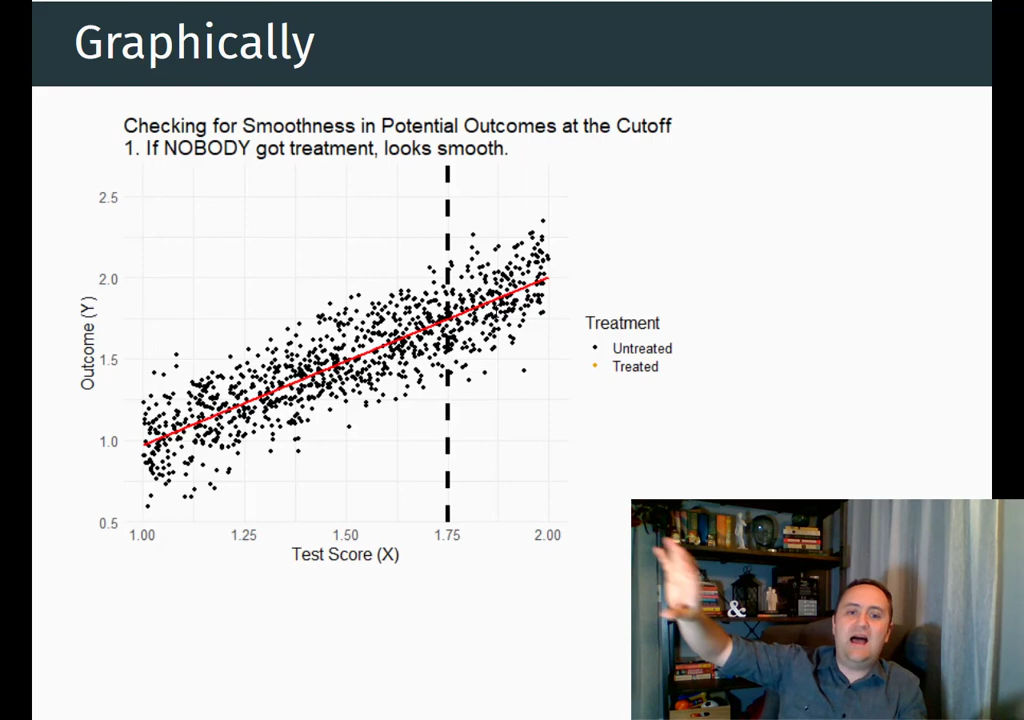 Graphically
Checking for Smoothness in Potential Outcomes at the Cutoff
1. If NOBODY got treatment, looks smooth.
2.5
2.0
1.5
1.0
0.5
Outcome (Y)
1.00 1.25 1.50 1.75 2.00
Test Score (X)
Treatment
Untreated
Treated
&